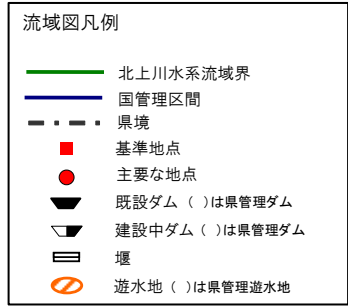 流域図凡例
北上川水系流域界
国管理区間
県境
基準地点
主要な地点
既設ダム（ ）は県管理ダム
建設中ダム（ ）は県管理ダム
堰
遊水地（ ）は県管理遊水地